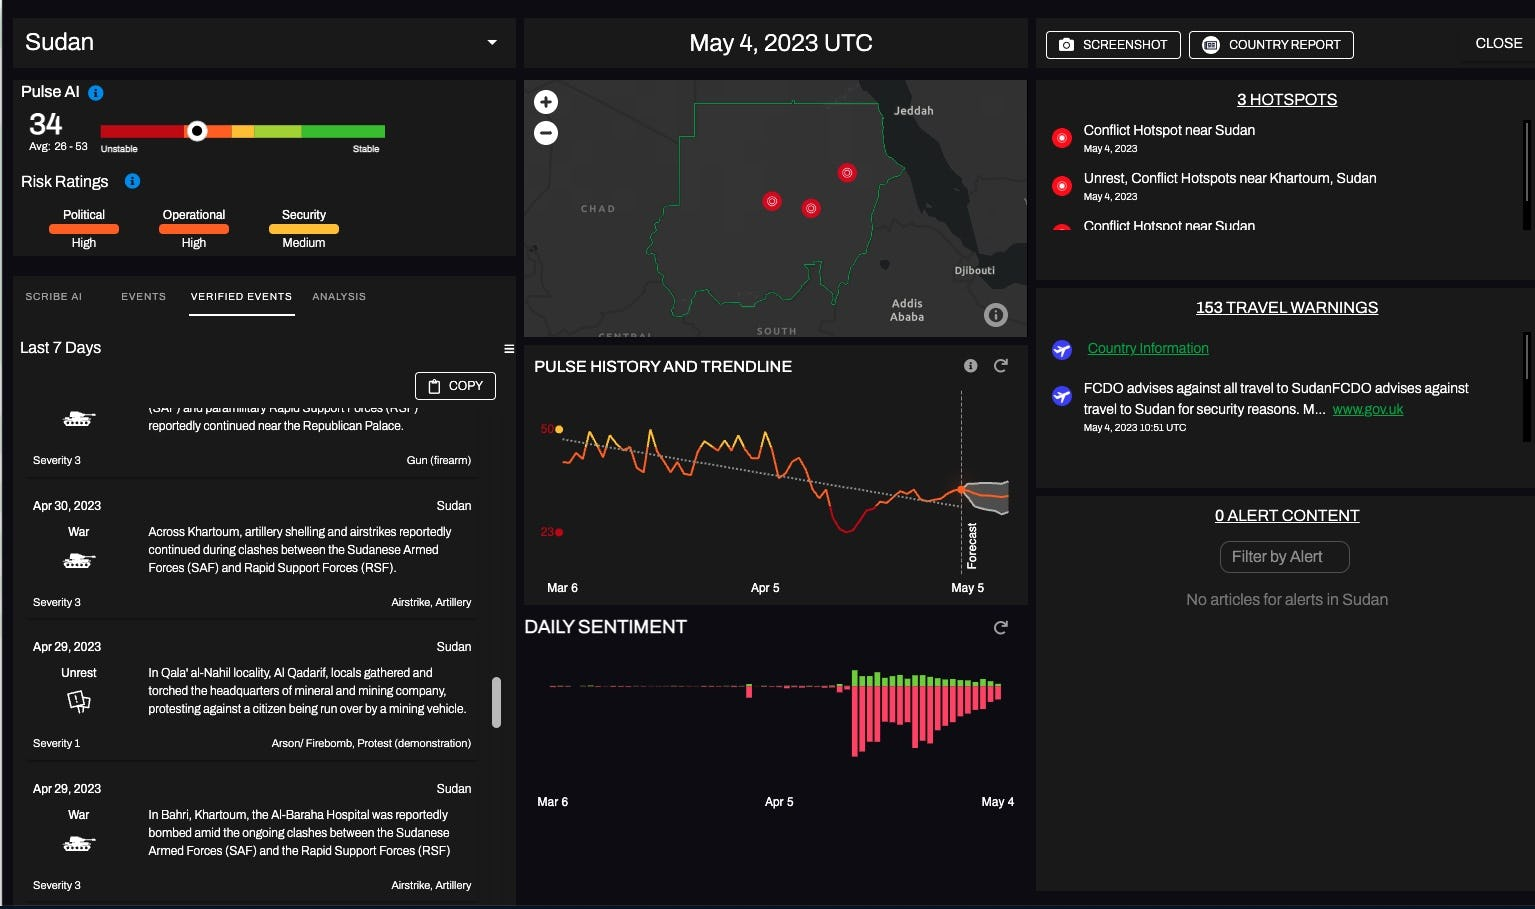 Sudan
May 4, 2023 UTC
SCREENSHOT
COUNTRY REPORT
CLOSE
Pulse AI
34
Avg: 26 - 53
Unstable
Stable
Risk Ratings
Political
Operational
Security
High
High
Medium
SCRIBE AI
EVENTS
VERIFIED EVENTS
ANALYSIS
Last 7 Days
COPY
(SAF) and paramilitary Rapid Support Forces (RSF)
reportedly continued near the Republican Palace.
Severity 3
Gun (firearm)
Apr 30, 2023
Sudan
War
Across Khartoum, artillery shelling and airstrikes reportedly
continued during clashes between the Sudanese Armed
Forces (SAF) and Rapid Support Forces (RSF).
Severity 3
Airstrike, Artillery
Apr 29, 2023
Sudan
Unrest
In Qala' al-Nahil locality, Al Qadarif, locals gathered and
torched the headquarters of mineral and mining company,
protesting against a citizen being run over by a mining vehicle.
Severity 1
Arson/ Firebomb, Protest (demonstration)
Apr 29, 2023
Sudan
War
In Bahri, Khartoum, the Al-Baraha Hospital was reportedly
bombed amid the ongoing clashes between the Sudanese
Armed Forces (SAF) and the Rapid Support Forces (RSF)
Severity 3
Airstrike, Artillery
Jeddah
CHAD
Djibouti
Addis
Ababa
SOUTH
CENTRAL
PULSE HISTORY AND TRENDLINE
50
23
Forecast
Mar 6
Apr 5
May 5
DAILY SENTIMENT
Mar 6
Apr 5
May 4
3 HOTSPOTS
Conflict Hotspot near Sudan
May 4, 2023
Unrest, Conflict Hotspots near Khartoum, Sudan
May 4, 2023
Conflict Hotspot near Sudan
153 TRAVEL WARNINGS
Country Information
FCDO advises against all travel to SudanFCDO advises against
travel to Sudan for security reasons. M... www.gov.uk
May 4, 2023 10:51 UTC
0 ALERT CONTENT
Filter by Alert
No articles for alerts in Sudan